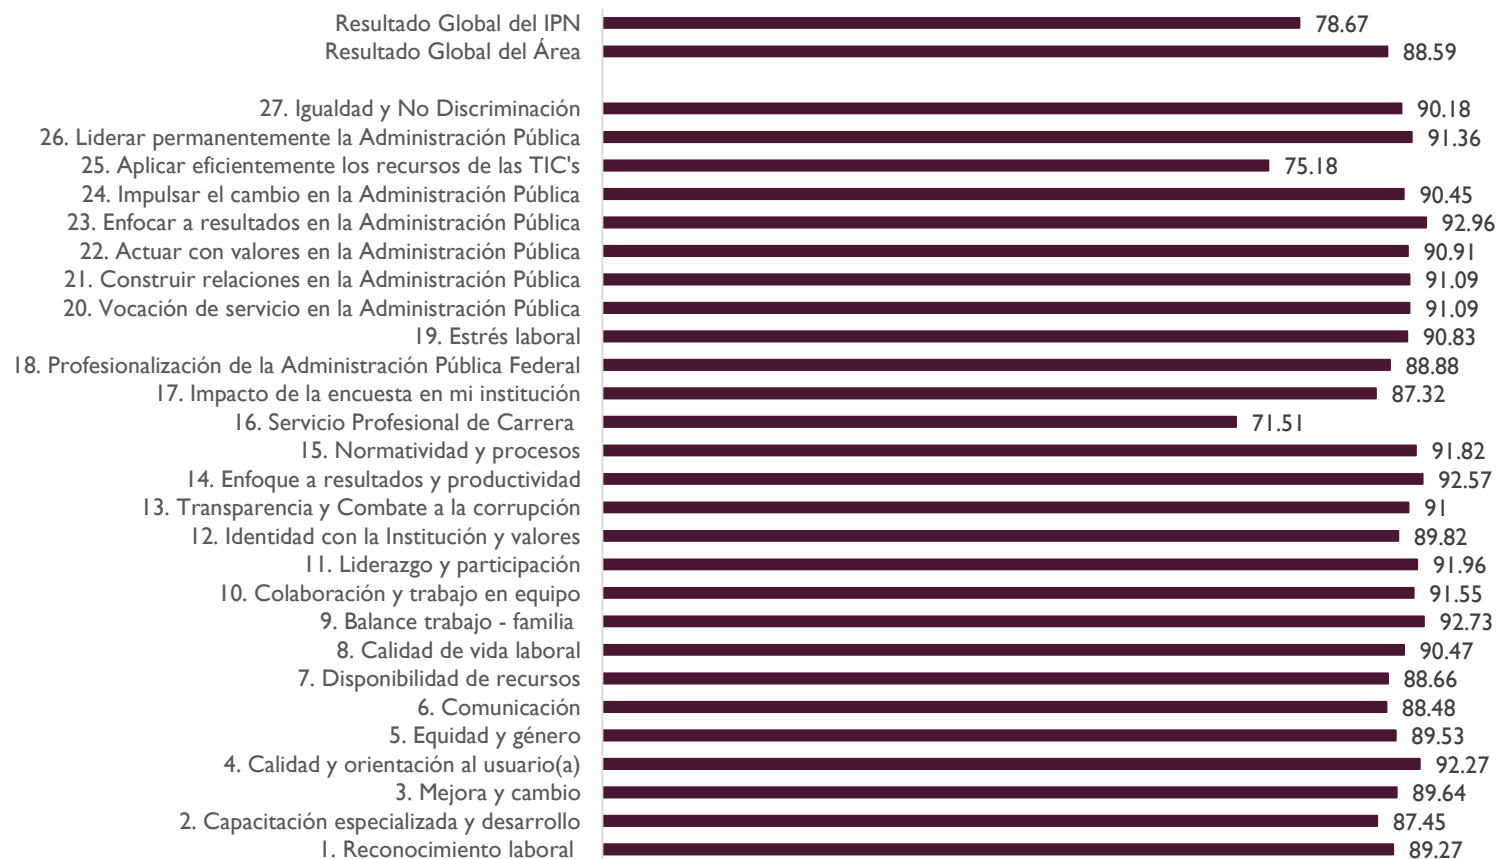 Resultado Global del IPN 78.67
Resultado Global del Área 88.59
27. Igualdad y No Discriminación 90.18
26. Liderar permanentemente la Administración Pública 91.36
25. Aplicar eficientemente los recursos de las TIC's 75.18
24. Impulsar el cambio en la Administración Pública 90.45
23. Enfocar a resultados en la Administración Pública 92.96
22. Actuar con valores en la Administración Pública 90.91
21. Construir relaciones en la Administración Pública 91.09
20. Vocación de servicio en la Administración Pública 91.09
19. Estrés laboral 90.83
18. Profesionalización de la Administración Pública Federal 88.88
17. Impacto de la encuesta en mi institución 87.32
16. Servicio Profesional de Carrera 71.51
15. Normatividad y procesos 91.82
14. Enfoque a resultados y productividad 92.57
13. Transparencia y Combate a la corrupción 91
12. Identidad con la Institución y valores 89.82
11. Liderazgo y participación 91.96
10. Colaboración y trabajo en equipo 91.55
9. Balance trabajo - familia 92.73
8. Calidad de vida laboral 90.47
7. Disponibilidad de recursos 88.66
6. Comunicación 88.48
5. Equidad y género 89.53
4. Calidad y orientación al usuario(a) 92.27
3. Mejora y cambio 89.64
2. Capacitación especializada y desarrollo 87.45
1. Reconocimiento laboral 89.27